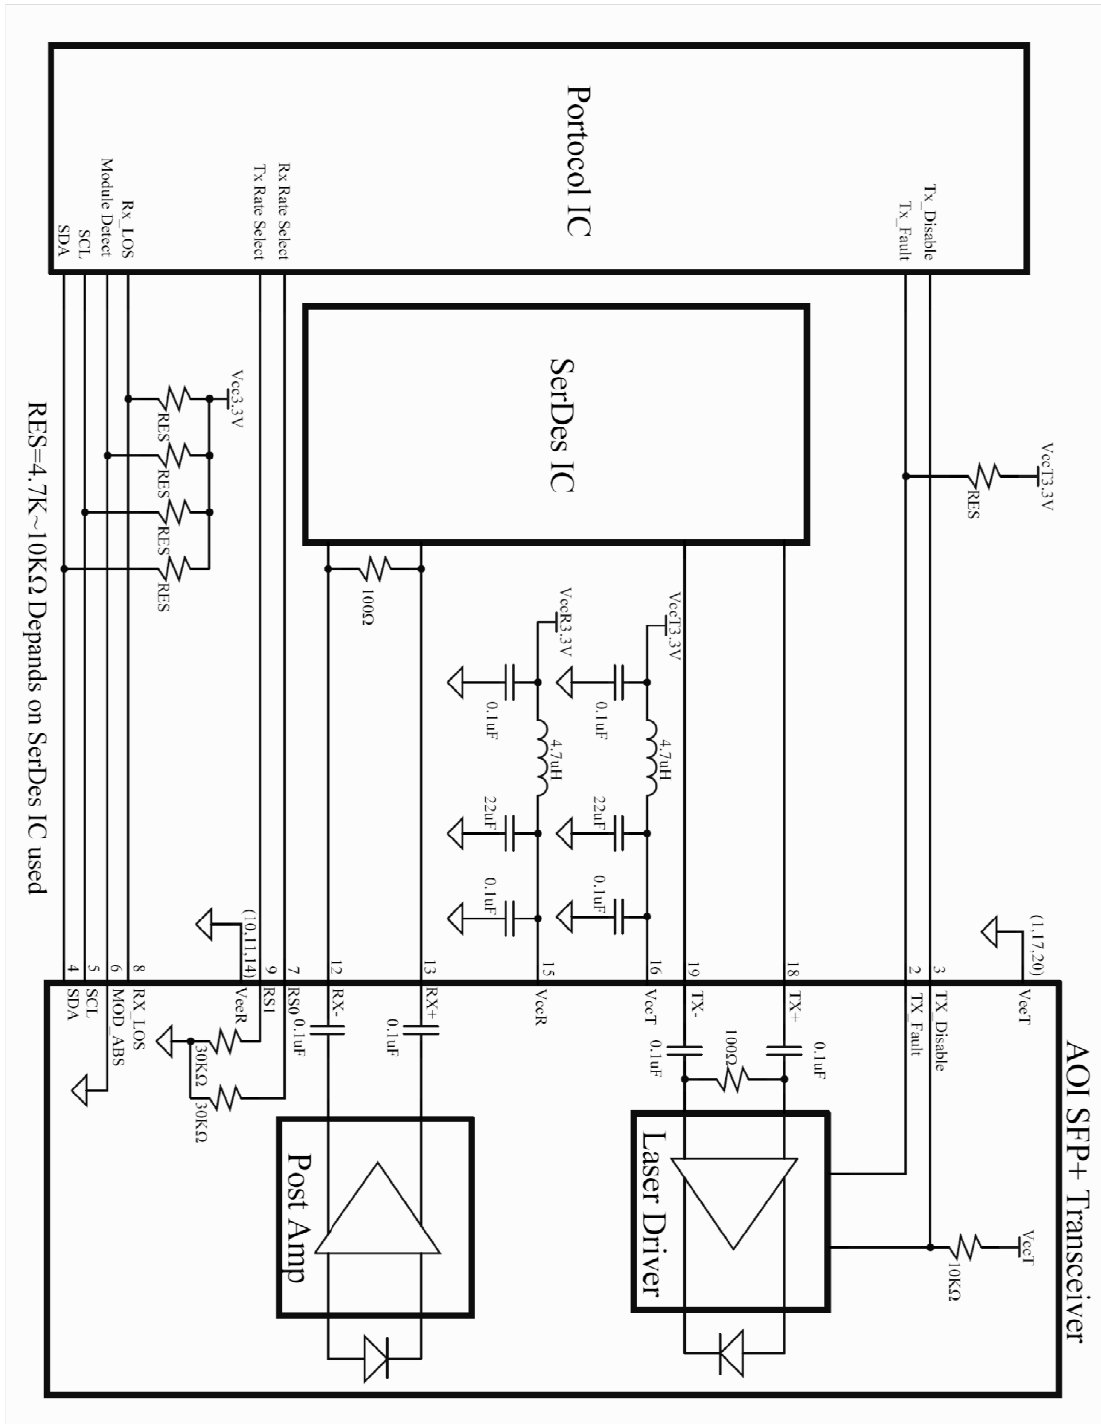 AOI SFP+ Transceiver
Portocol IC
Tx_Disable
Tx_Fault
Rx Rate Select
Tx Rate Select
Rx_LOS
Module Detect
SCL
SDA
SerDes IC
VccT3.3V
RES
Vcc3.3V
RES
RES
RES
RES
RES=4.7K~10KΩ Depands on SerDes IC used
100Ω
VccT3.3V
0.1uF
4.7uH
22uF
0.1uF
VccR3.3V
0.1uF
4.7uH
22uF
0.1uF
(1,17,20)
VeeT
3
TX_Disable
2
TX_Fault
18
TX+
19
TX-
16
VccT
15
VccR
13
RX+
12
RX-
7
RS0
9
RS1
(10,11,14)
VeeR
8
RX_LOS
6
MOD_ABS
5
SCL
4
SDA
0.1uF
100Ω
0.1uF
0.1uF
0.1uF
30KΩ
30KΩ
Laser Driver
VccT
10KΩ
Post Amp